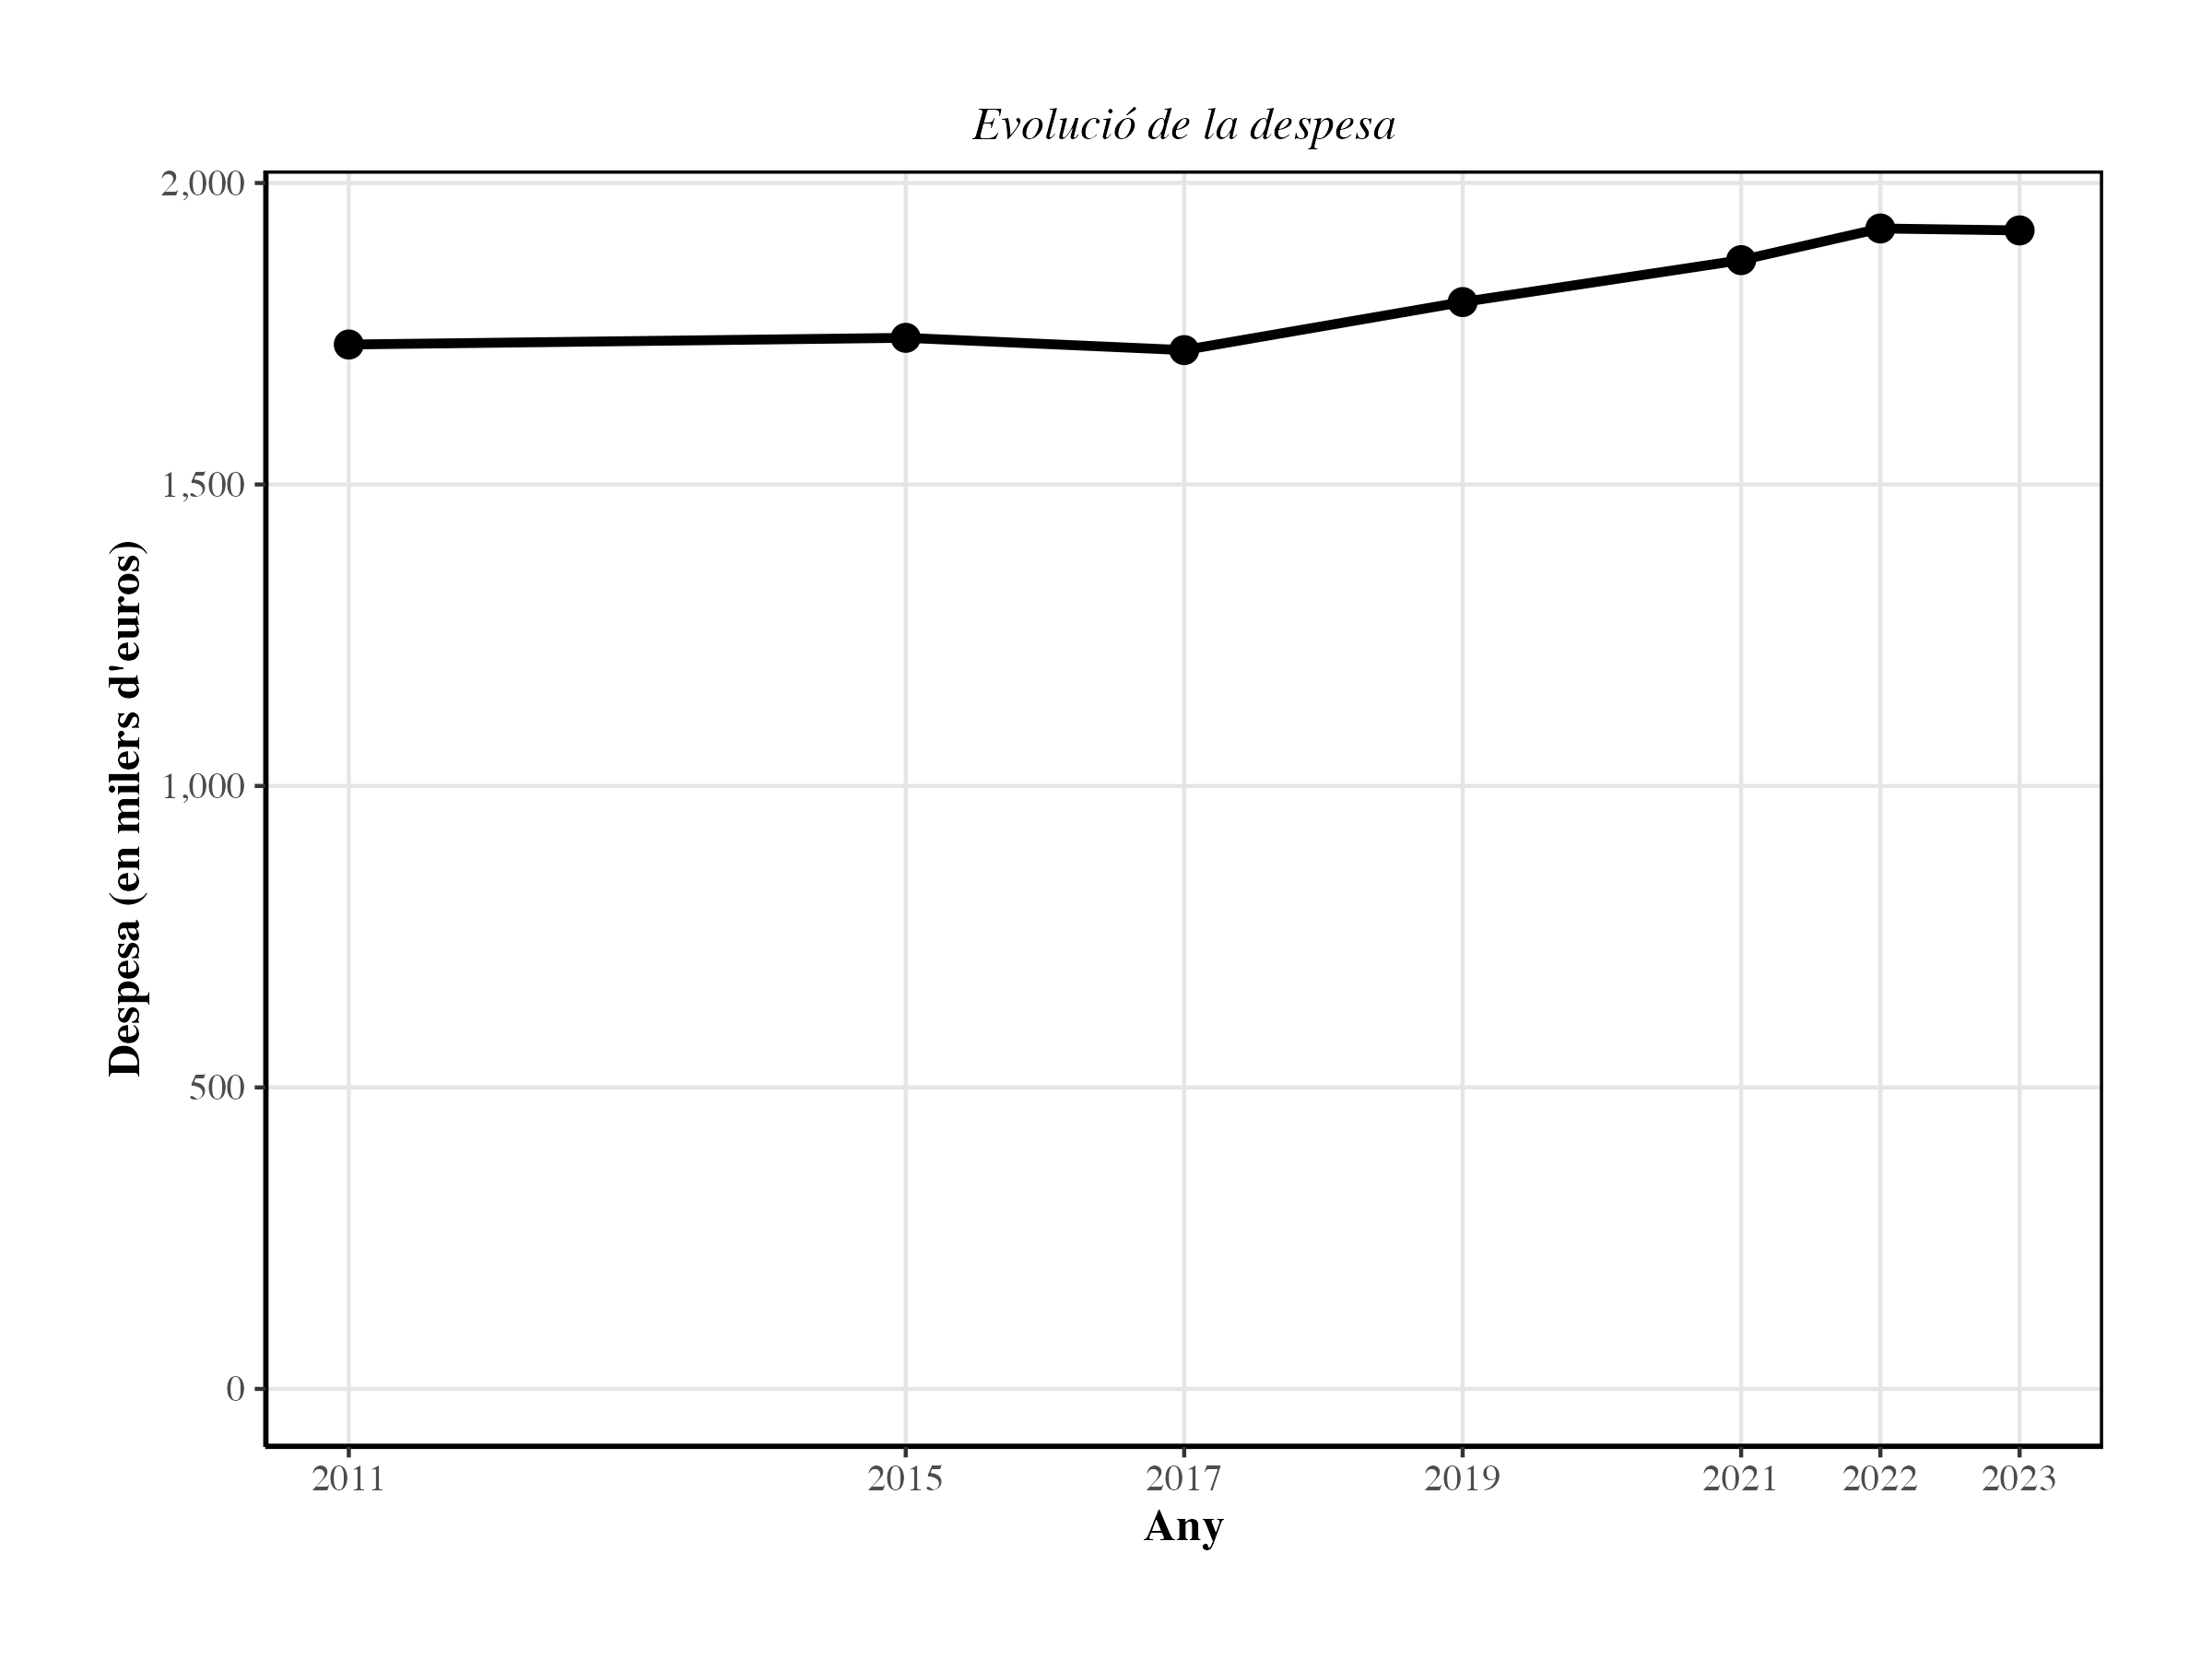 Evolució de la despesa
2,000
1,500
1,000
500
0
Despesa (en milers d'euros)
2011 2015 2017 2019 2021 2022 2023
Any